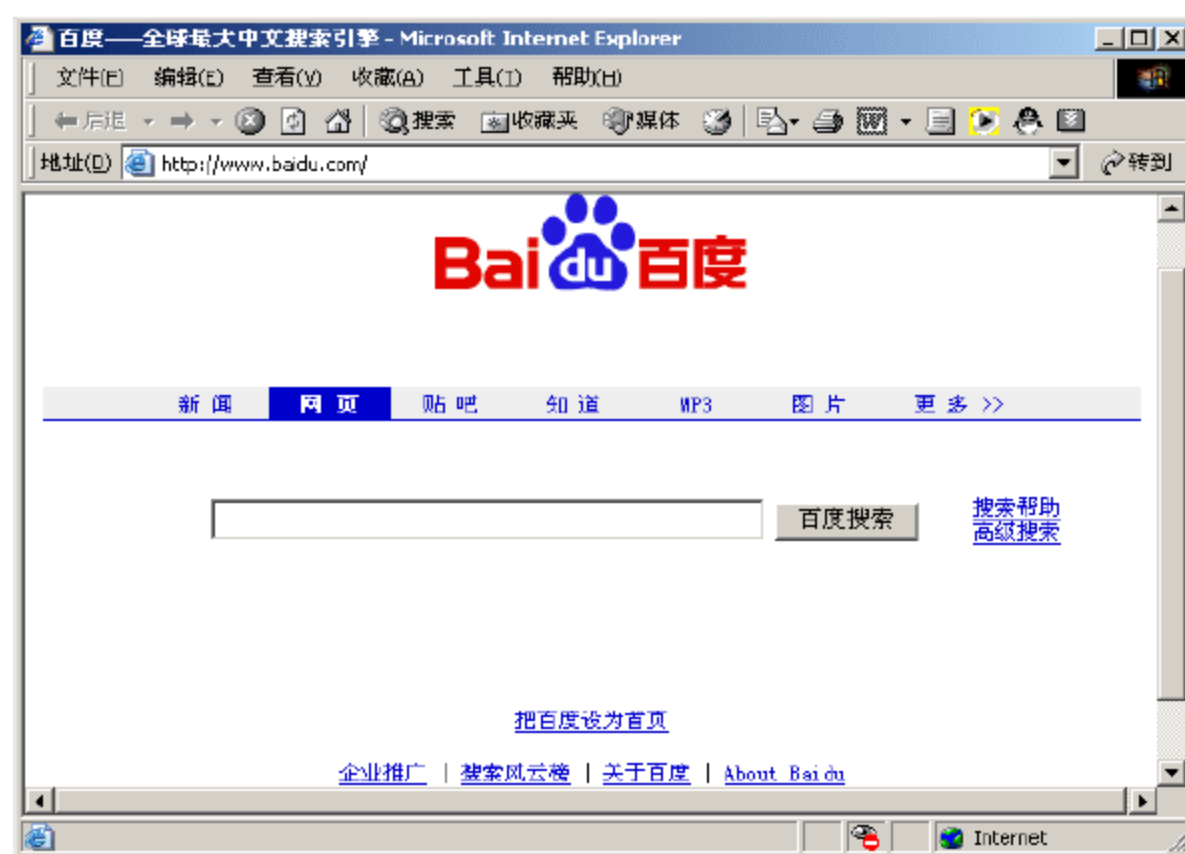 百度——全球最大中文搜索引擎 - Microsoft Internet Explorer
文件(F) 编辑(E) 查看(V) 收藏(A) 工具(T) 帮助(H)
后退 搜索 收藏夹 媒体
地址(D) http://www.baidu.com/ 转到
Bai du 百度
新闻 网页 贴吧 知道 MP3 图片 更多 >>
百度搜索 搜索帮助
高级搜索
把百度设为首页
企业推广 | 搜索风云榜 | 关于百度 | About Baidu
Internet